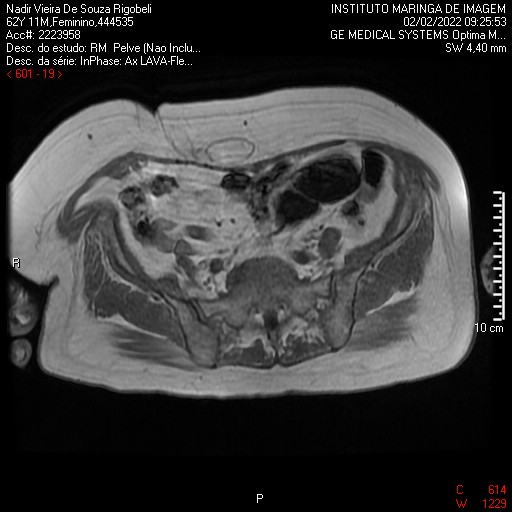 Nadir Vieira De Souza Rigobeli
62Y 11M,Feminino,444535
Acc#: 2223958
Desc. do estudo: RM Pelve (Nao Inclu...
Desc. da série: InPhase: Ax LAVA-Fle...
< 601 - 19 >
INSTITUTO MARINGA DE IMAGEM
02/02/2022 09:25:53
GE MEDICAL SYSTEMS Optima M...
SW 4,40 mm
R
10 cm
P
C 614
W 1229